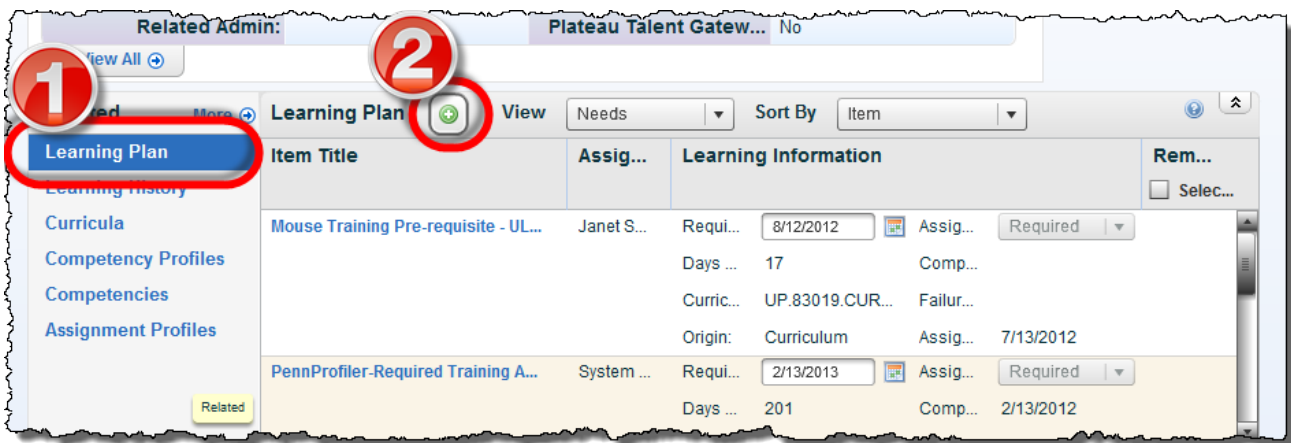 Related Admin: Plateau Talent Gatew... No
View All
1 2
More Learning Plan View Needs Sort By Item
Learning Plan Item Title Assig... Learning Information Rem...
Learning History Selec...
Curricula Mouse Training Pre-requisite - UL... Janet S... Requi... 8/12/2012 Assig... Required
Competency Profiles Days ... 17 Comp...
Competencies Curric... UP.83019.CUR... Failur...
Assignment Profiles Origin: Curriculum Assig... 7/13/2012
PennProfiler-Required Training A... System ... Requi... 2/13/2013 Assig... Required
Related Days ... 201 Comp... 2/13/2012